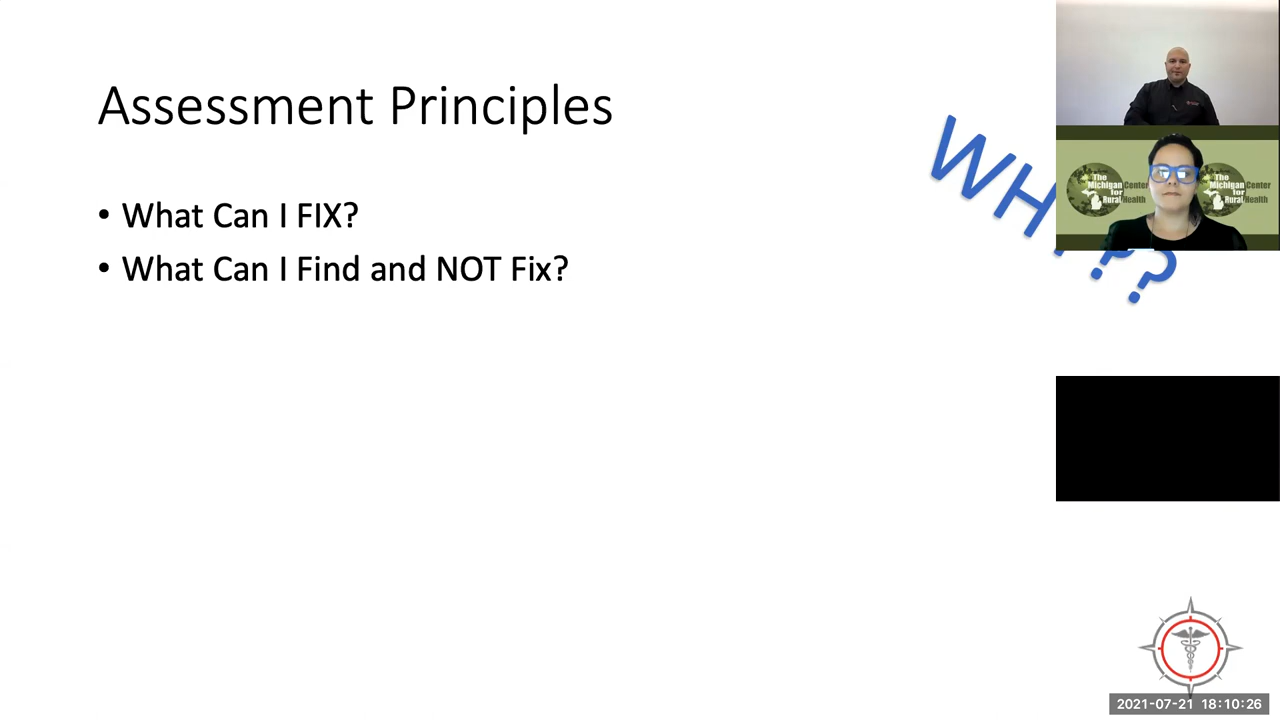 Assessment Principles
• What Can I FIX?
• What Can I Find and NOT Fix?
WH
??
The
Michigan Center
for
Rural Health
The
Michigan Center
for
Rural Health
2021-07-21 18:10:26